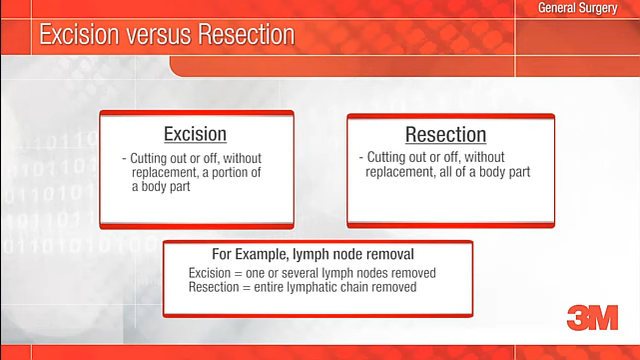 General Surgery
Excision versus Resection
Excision
- Cutting out or off, without
replacement, a portion of
a body part
Resection
- Cutting out or off, without
replacement, all of a body part
For Example, lymph node removal
Excision = one or several lymph nodes removed
Resection = entire lymphatic chain removed
3M